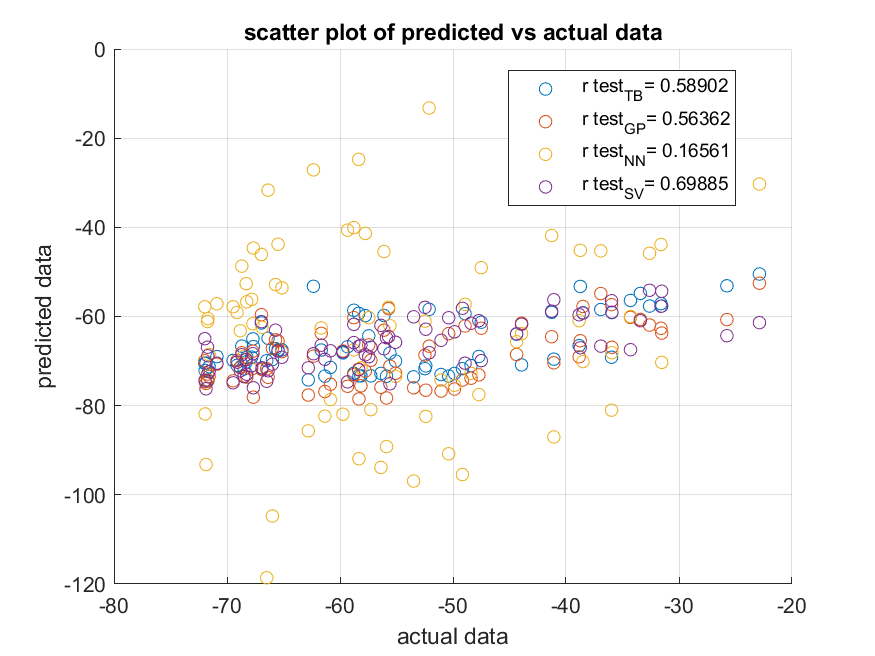 scatter plot of predicted vs actual data
0
-20
-40
-60
-80
-100
-120
predicted data
r test_TB= 0.58902
r test_GP= 0.56362
r test_NN= 0.16561
r test_SV= 0.69885
-80 -70 -60 -50 -40 -30 -20
actual data